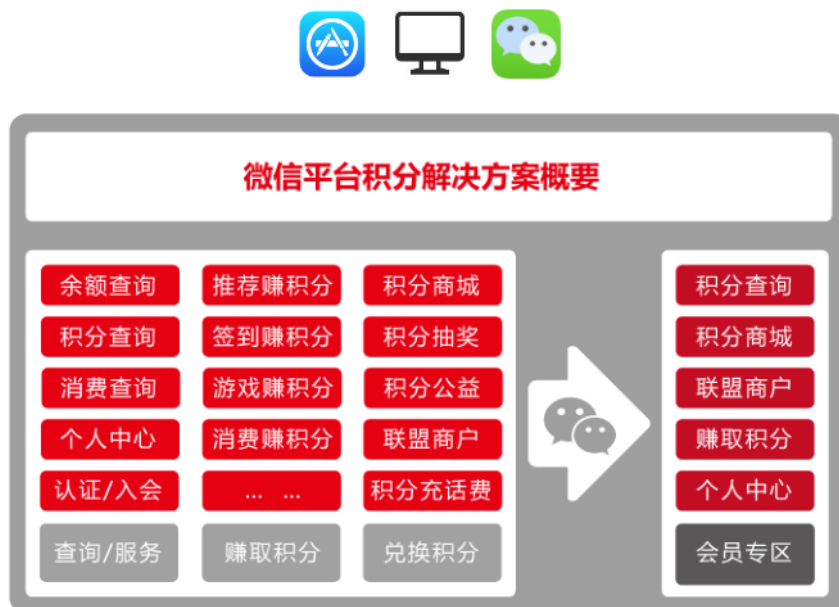 微信平台积分解决方案概要
余额查询 推荐赚积分 积分商城 积分查询
积分查询 签到赚积分 积分抽奖 积分商城
消费查询 游戏赚积分 积分公益 联盟商户
个人中心 消费赚积分 联盟商户 赚取积分
认证/入会 … … 积分充话费 个人中心
查询/服务 赚取积分 兑换积分 会员专区